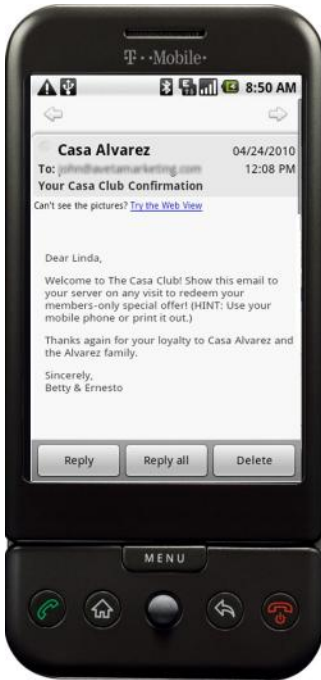 T··Mobile·
8:50 AM
Casa Alvarez 04/24/2010
To: 12:08 PM
Your Casa Club Confirmation
Can't see the pictures? Try the Web View
Dear Linda,
Welcome to The Casa Club! Show this email to
your server on any visit to redeem your
members-only special offer! (HINT: Use your
mobile phone or print it out.)
Thanks again for your loyalty to Casa Alvarez and
the Alvarez family.
Sincerely,
Betty & Ernesto
Reply Reply all Delete
MENU